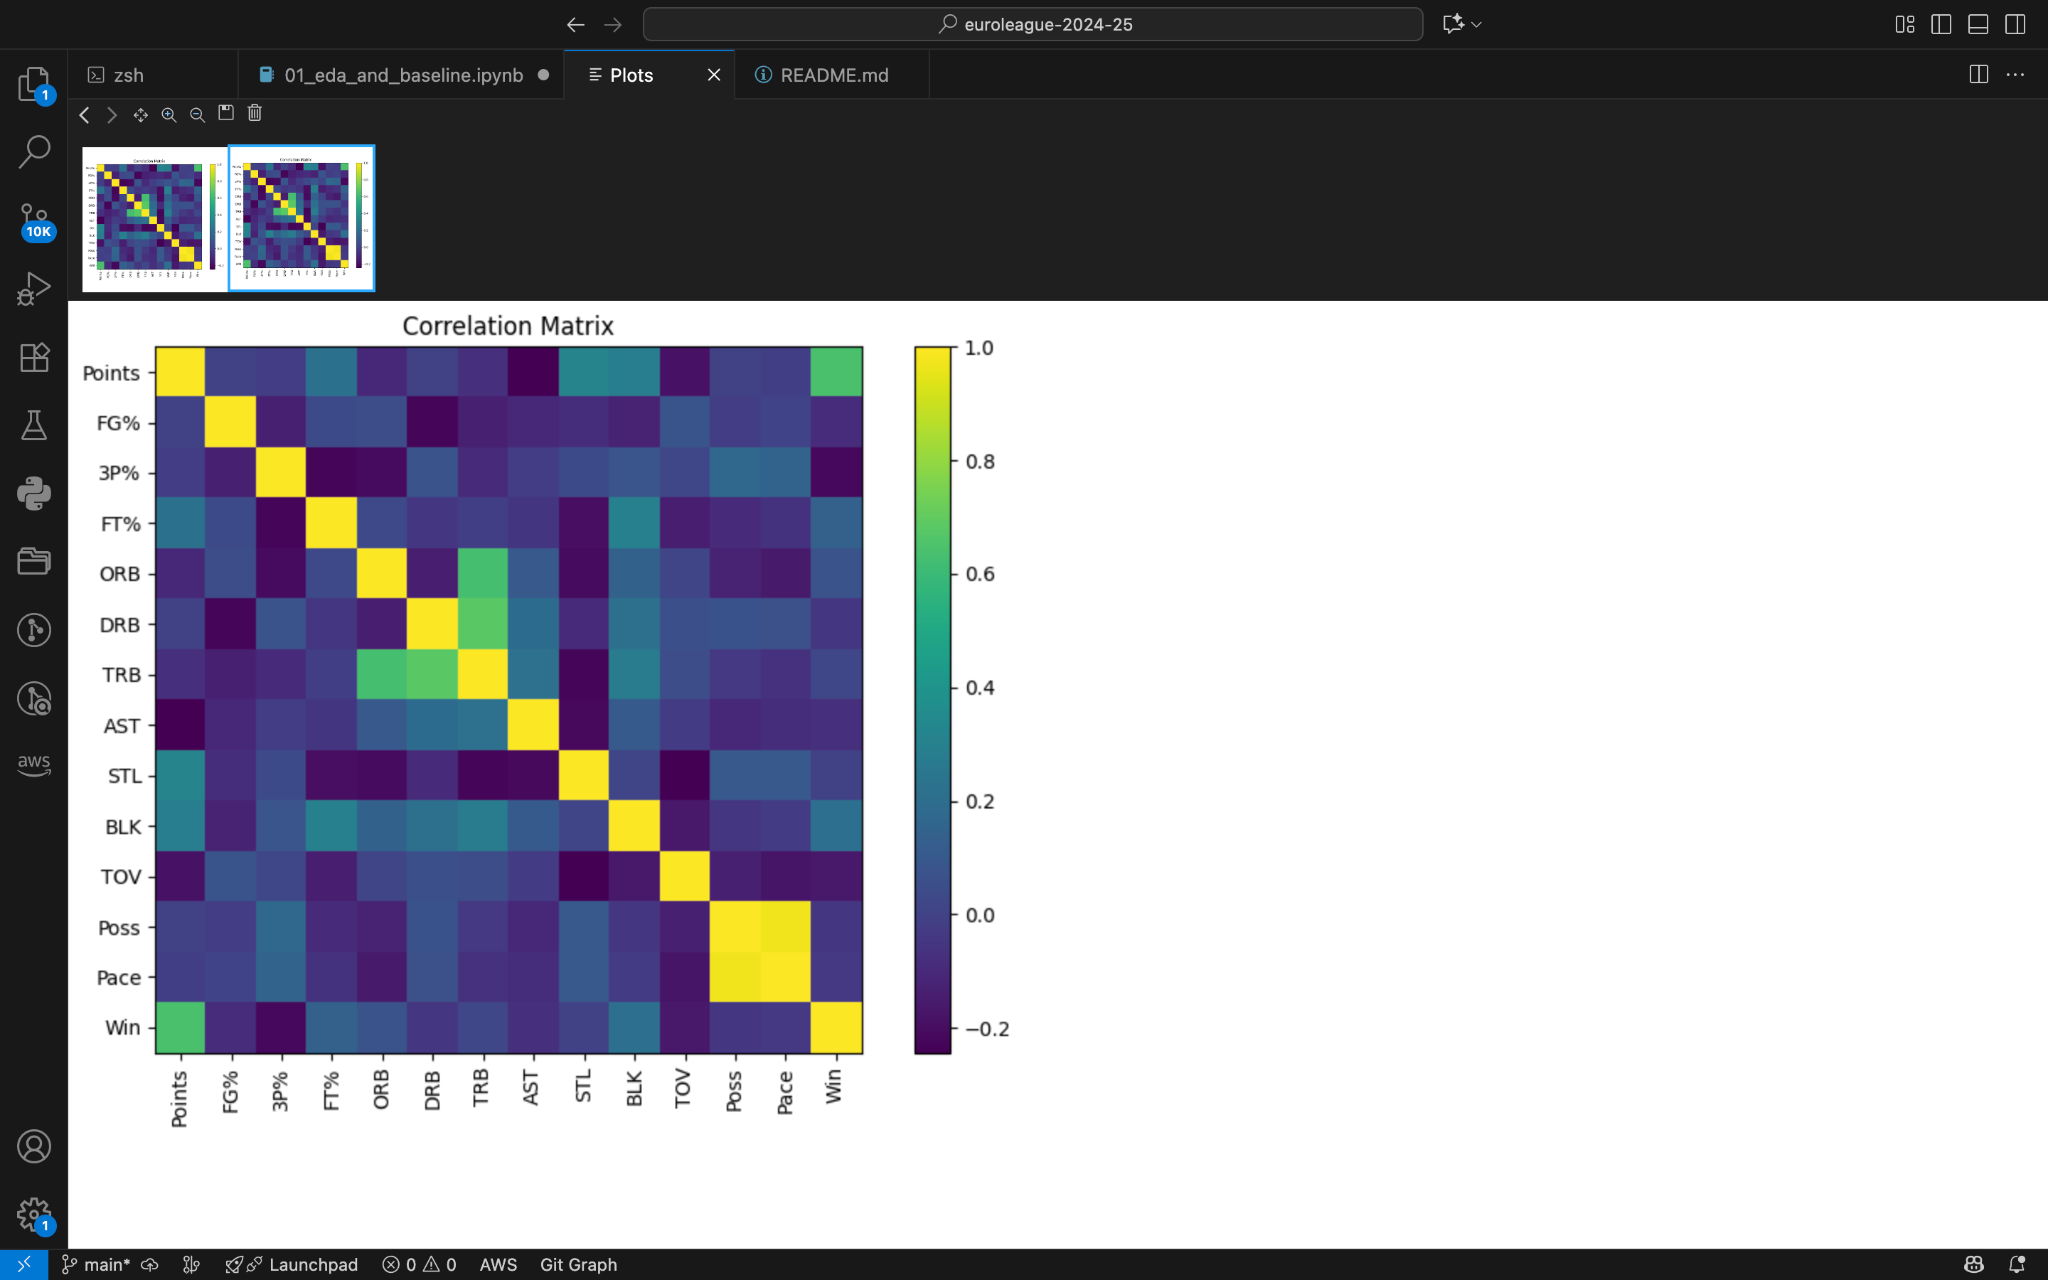 euroleague-2024-25
zsh
01_eda_and_baseline.ipynb
Plots
README.md
1
10K
aws
1
Correlation Matrix
Points
FG%
3P%
FT%
ORB
DRB
TRB
AST
STL
BLK
TOV
Poss
Pace
Win
Points
FG%
3P%
FT%
ORB
DRB
TRB
AST
STL
BLK
TOV
Poss
Pace
Win
1.0
0.8
0.6
0.4
0.2
0.0
−0.2
main* Launchpad 0 0 AWS Git Graph